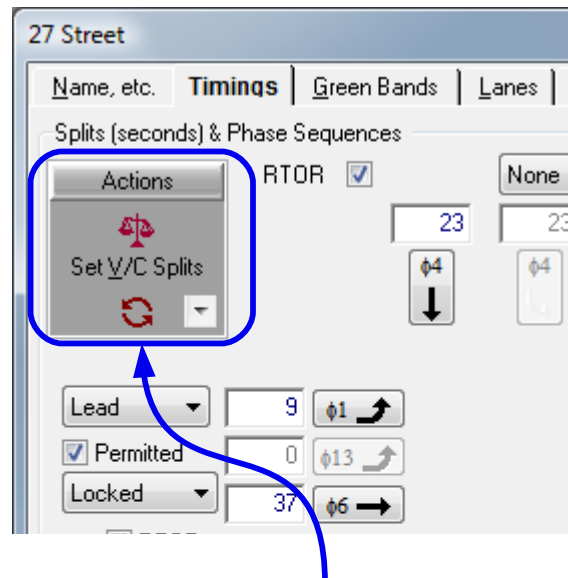 27 Street
Name, etc. Timings Green Bands Lanes
Splits (seconds) & Phase Sequences
Actions RTOR None
23 23
Set V/C Splits ϕ4 ϕ4
Lead 9 ϕ1
Permitted 0 ϕ13
Locked 37 ϕ6